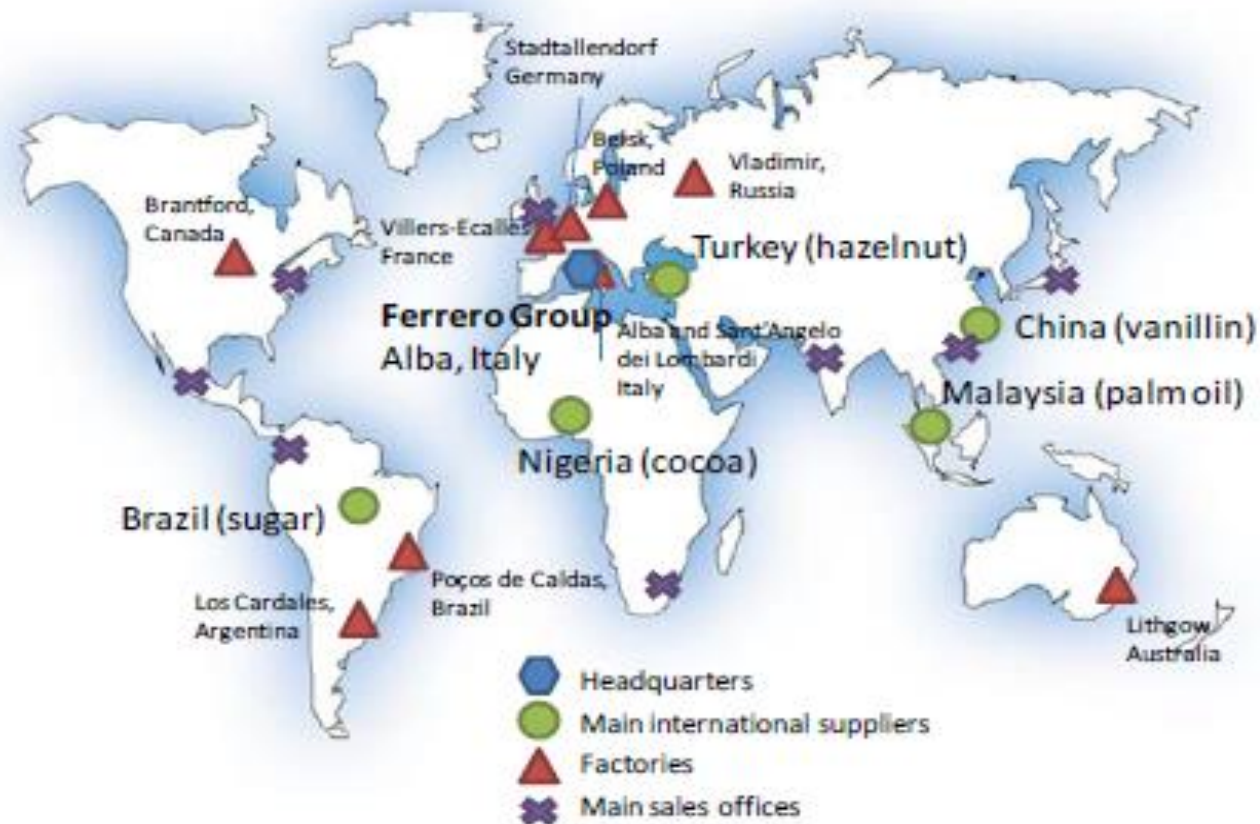 Stadtallendorf
Germany
Belsk,
Poland
Vladimir,
Russia
Brantford,
Canada
Villers-Ecalles
France
Turkey (hazelnut)
Ferrero Group
Alba, Italy
Alba and Sant'Angelo
dei Lombardi
Italy
China (vanillin)
Malaysia (palm oil)
Nigeria (cocoa)
Brazil (sugar)
Poços de Caldas,
Brazil
Los Cardales,
Argentina
Lithgow
Australia
Headquarters
Main international suppliers
Factories
Main sales offices